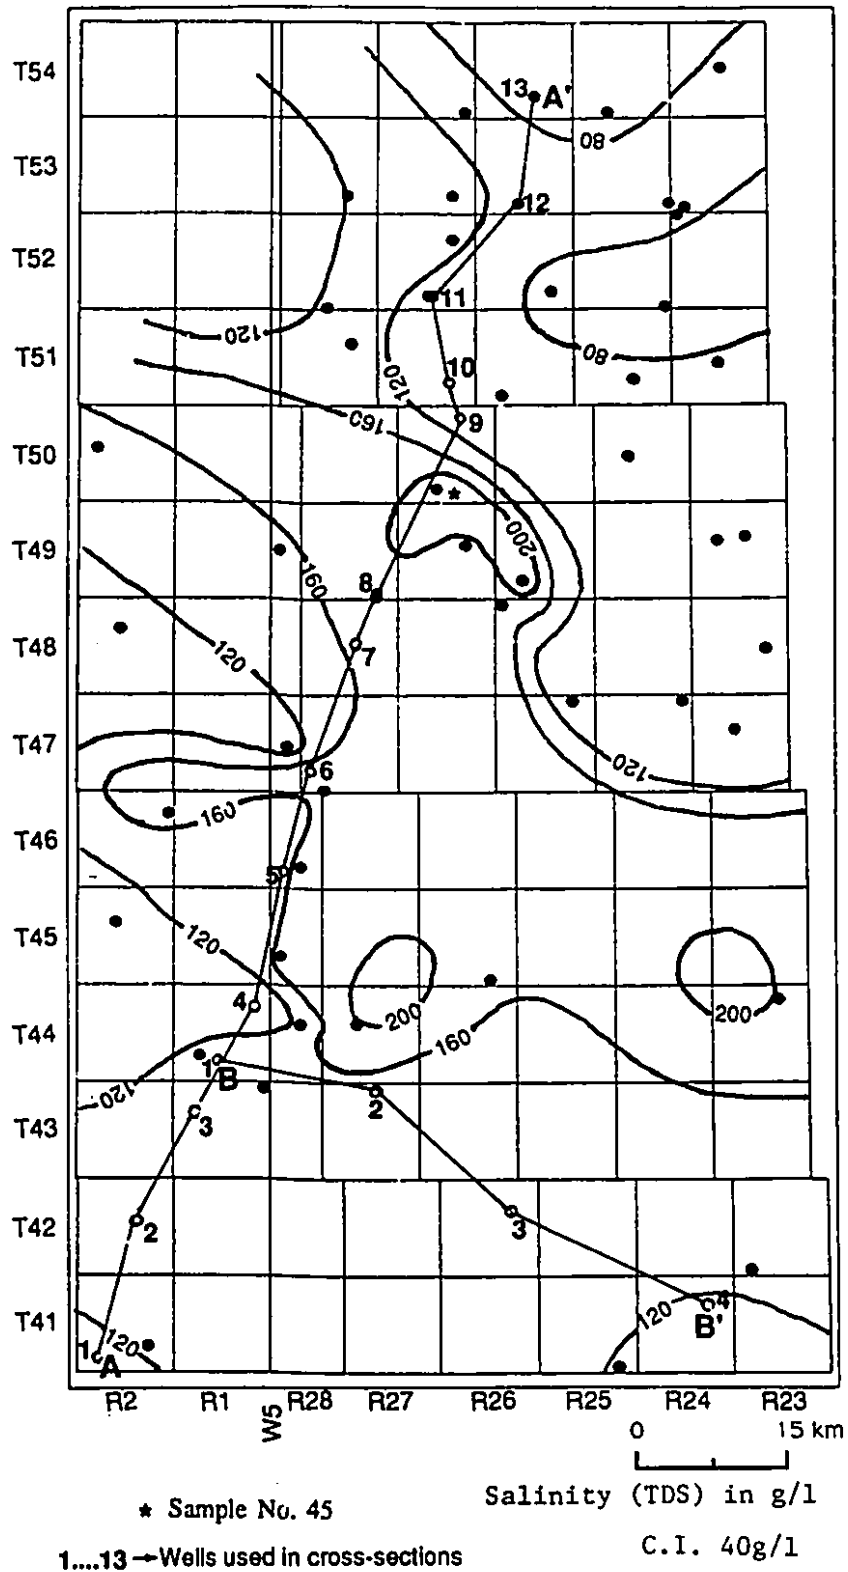 T54
13 A'
80
T53
12
T52
11
120
T51
80
10
120
160
9
T50
200
T49
160
8
T48
7
120
T47
6
120
160
T46
5
T45
120
200
200
4
T44
160
1 B
120
2
3
T43
T42
2
3
T41
120
4
B'
120
1 A
R2 R1 W5 R28 R27 R26 R25 R24 R23
0 15 km
Salinity (TDS) in g/l
★ Sample No. 45
C.I. 40g/l
1....13 → Wells used in cross-sections